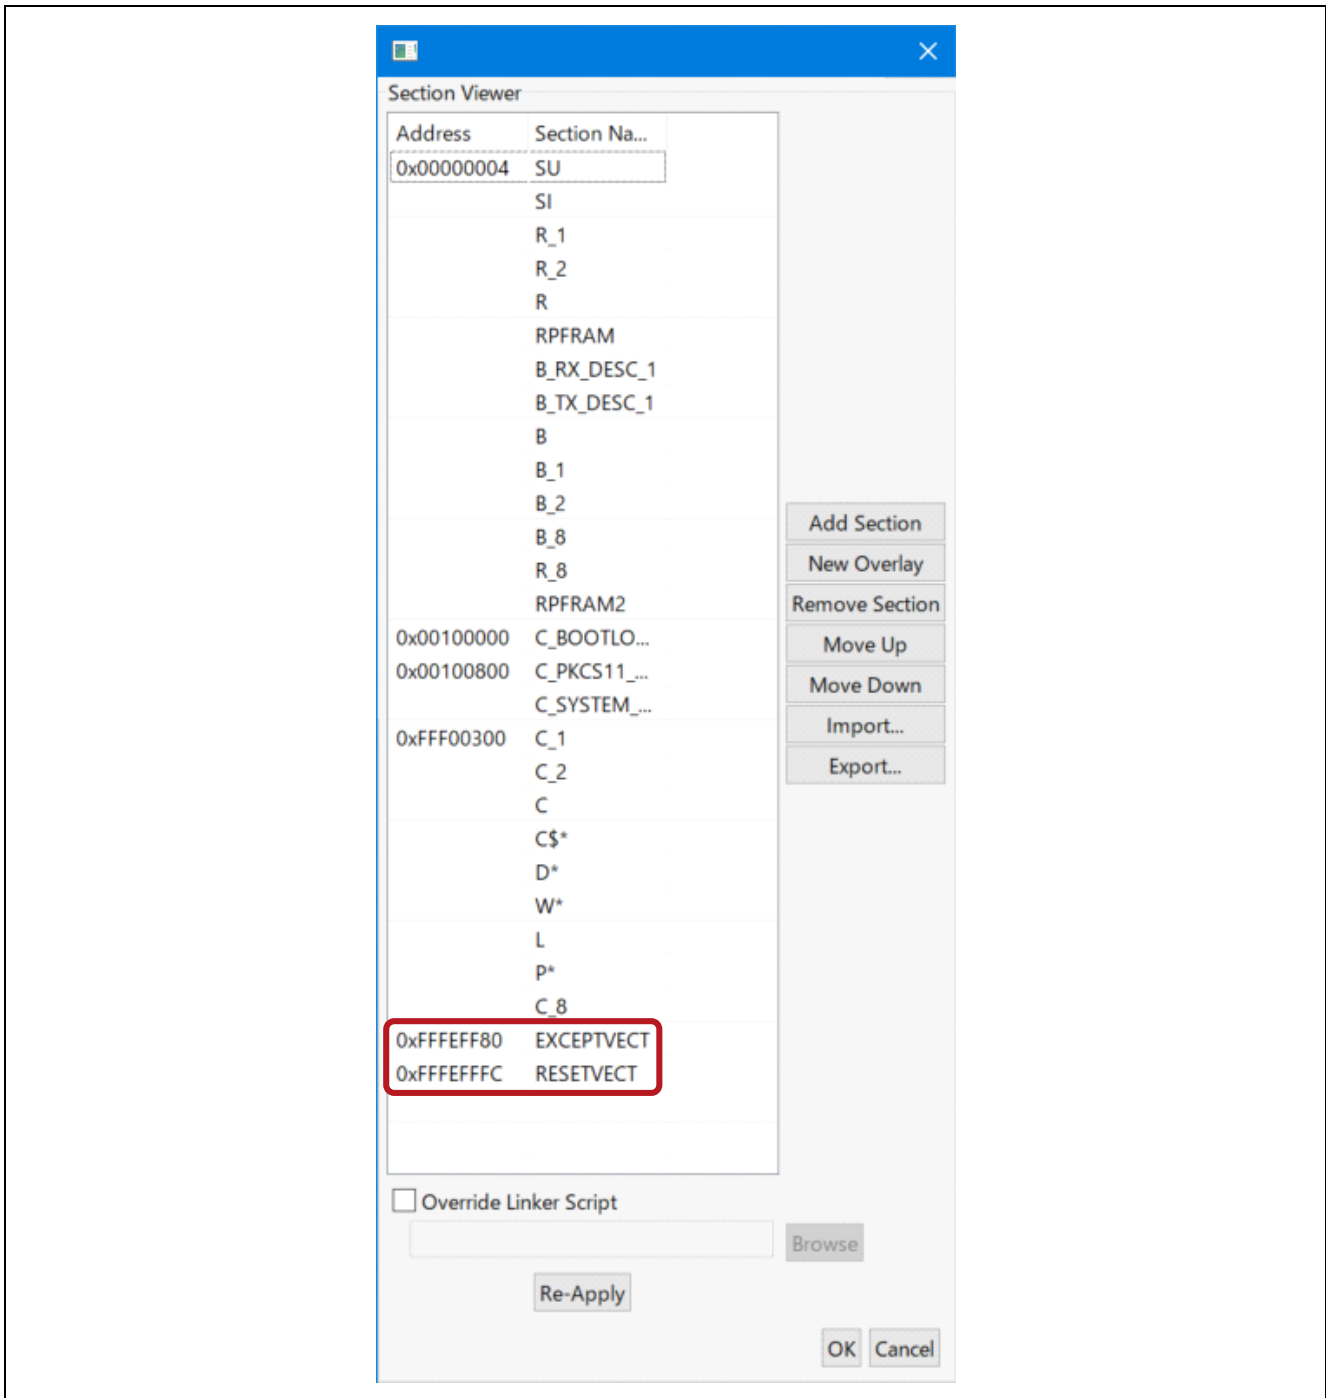 Section Viewer
Address Section Na...
0x00000004 SU
SI
R_1
R_2
R
RPFRAM
B_RX_DESC_1
B_TX_DESC_1
B
B_1
B_2
B_8
R_8
RPFRAM2
0x00100000 C_BOOTLO...
0x00100800 C_PKCS11_...
C_SYSTEM_...
0xFFF00300 C_1
C_2
C
C$*
D*
W*
L
P*
C_8
0xFFFEFF80 EXCEPTVECT
0xFFFEFFFC RESETVECT
Add Section
New Overlay
Remove Section
Move Up
Move Down
Import...
Export...
Override Linker Script
Browse
Re-Apply
OK Cancel